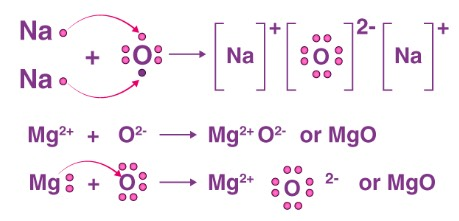 Na + O → [Na]⁺ [O]²⁻ [Na]⁺
Na
Mg²⁺ + O²⁻ → Mg²⁺ O²⁻ or MgO
Mg + O → Mg²⁺ O ²⁻ or MgO